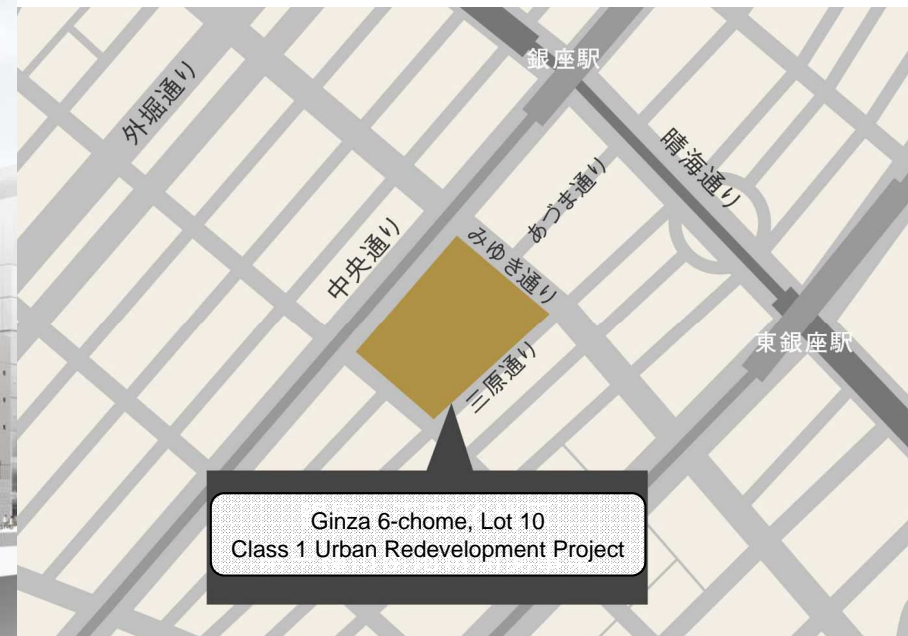 銀座駅
外堀通り
晴海通り
あづま通り
みゆき通り
中央通り
東銀座駅
三原通り
Ginza 6-chome, Lot 10
Class 1 Urban Redevelopment Project